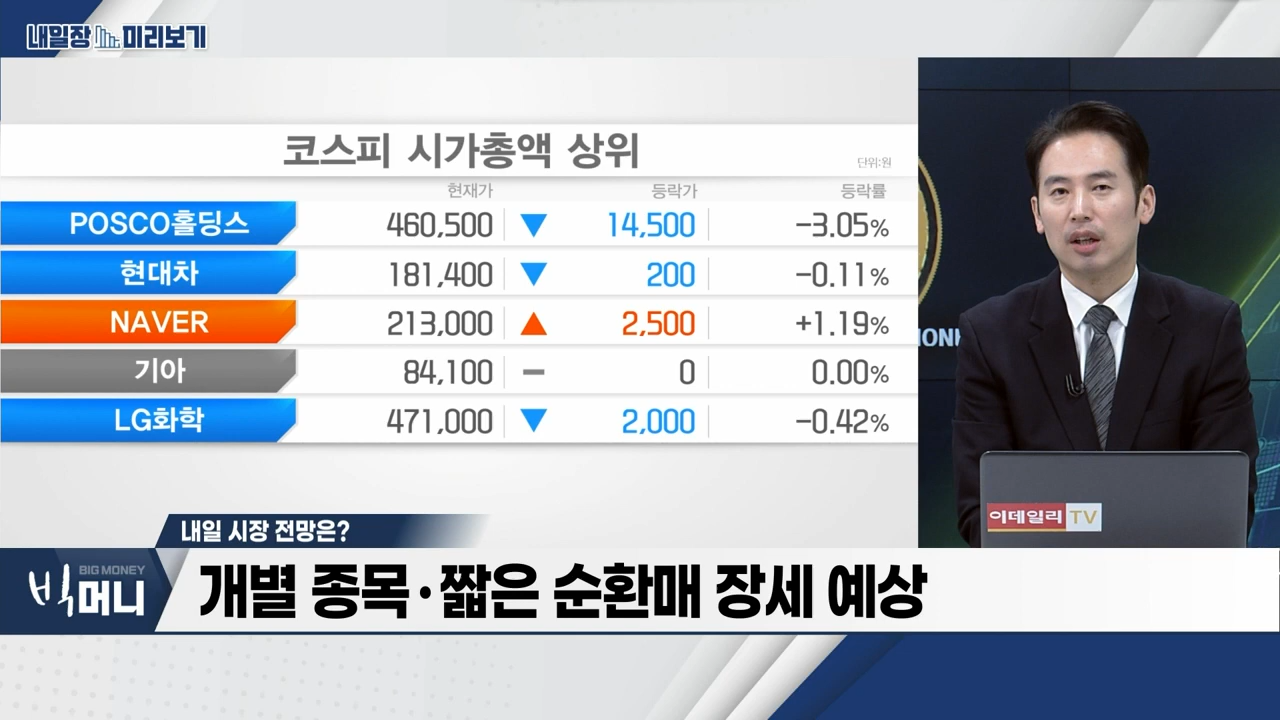 내일장 미리보기
코스피 시가총액 상위
단위:원
현재가 등락가 등락률
POSCO홀딩스 460,500 ▼ 14,500 -3.05%
현대차 181,400 ▼ 200 -0.11%
NAVER 213,000 ▲ 2,500 +1.19%
기아 84,100 - 0 0.00%
LG화학 471,000 ▼ 2,000 -0.42%
이데일리 TV
내일 시장 전망은?
BIG MONEY
빅머니
개별 종목·짧은 순환매 장세 예상